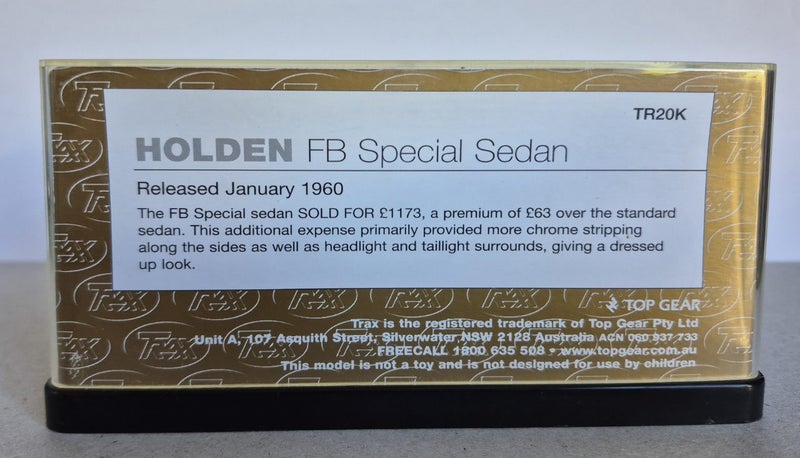 TR20K
HOLDEN FB Special Sedan
Released January 1960
The FB Special sedan SOLD FOR £1173, a premium of £63 over the standard
sedan. This additional expense primarily provided more chrome stripping
along the sides as well as headlight and taillight surrounds, giving a dressed
up look.
TOP GEAR
Trax is the registered trademark of Top Gear Pty Ltd
Unit A, 107 Asquith Street, Silverwater NSW 2128 Australia ACN 060 937 733
FREECALL 1800 635 508 • www.topgear.com.au
This model is not a toy and is not designed for use by children